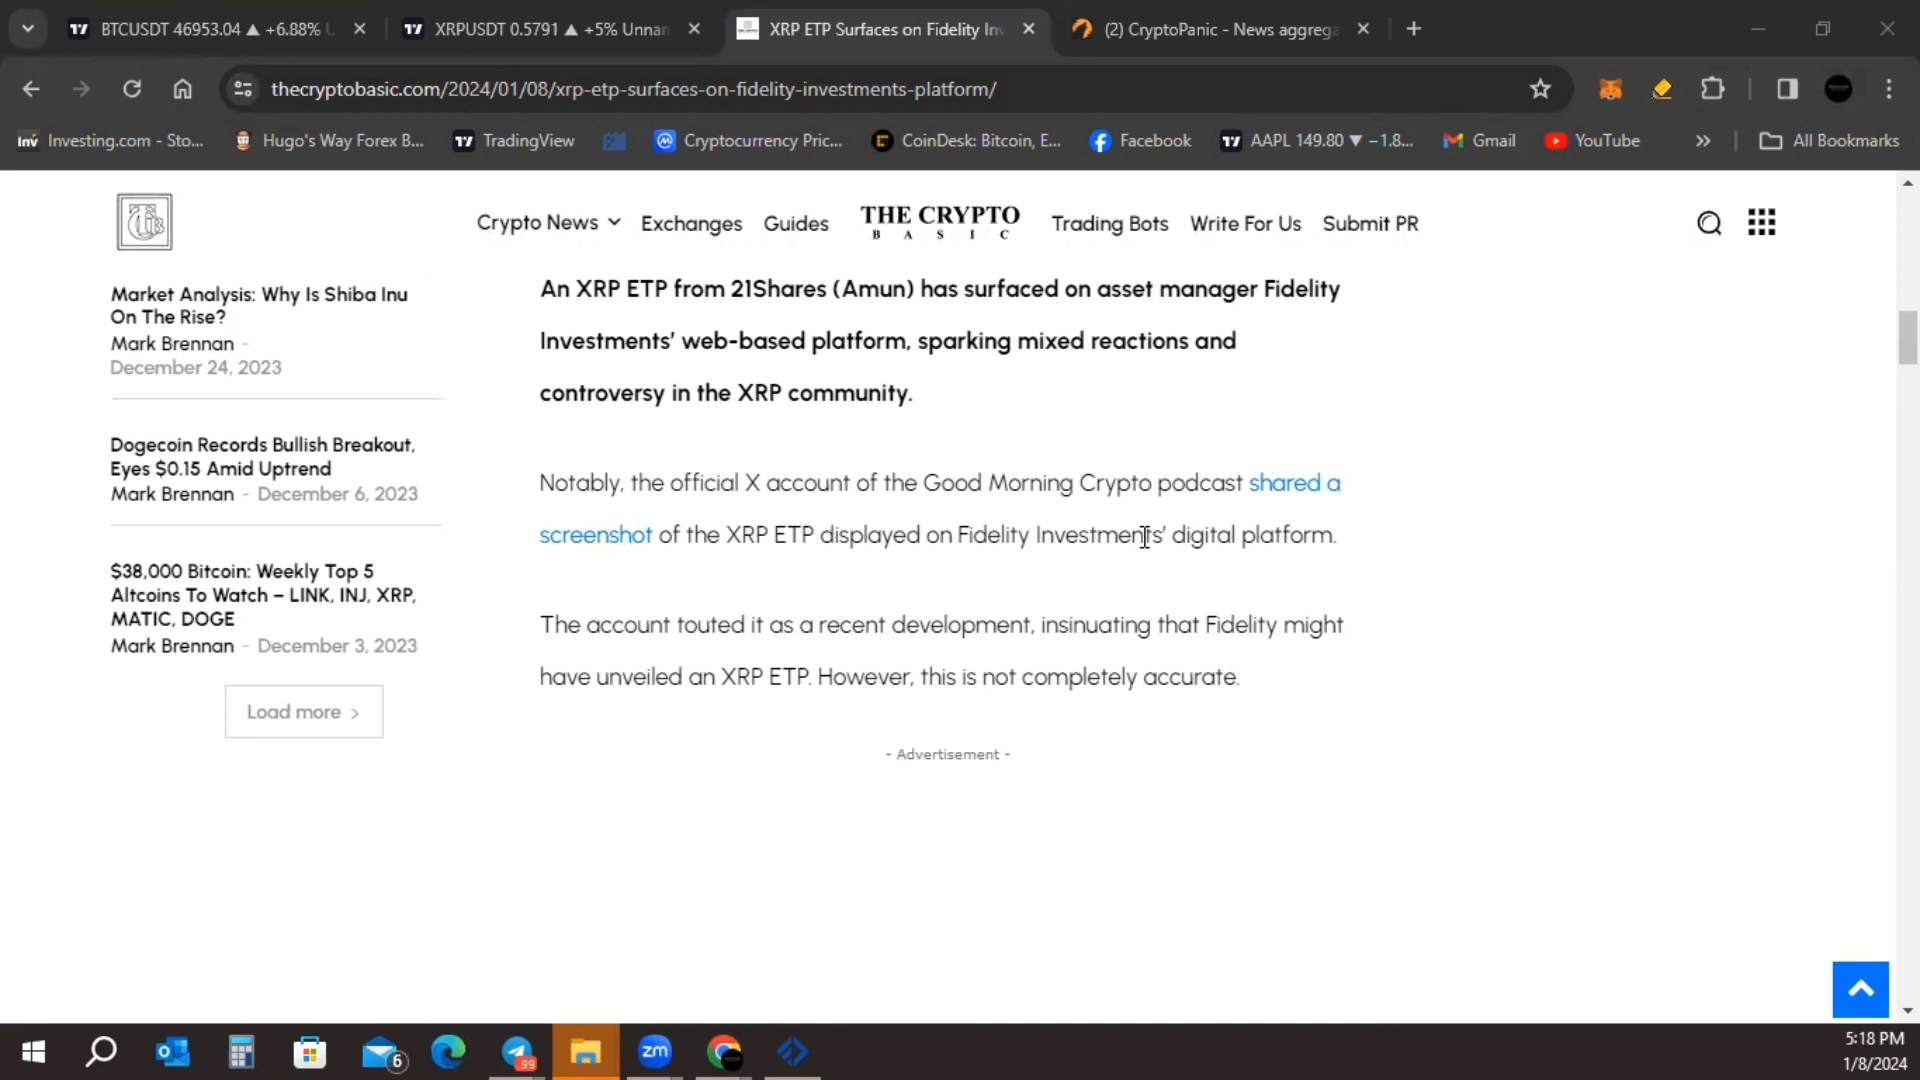 BTCUSDT 46953.04 ▲ +6.88% U
XRPUSDT 0.5791 ▲ +5% Unnan
XRP ETP Surfaces on Fidelity Inv
(2) CryptoPanic - News aggrega
thecryptobasic.com/2024/01/08/xrp-etp-surfaces-on-fidelity-investments-platform/
Investing.com - Sto...
Hugo's Way Forex B...
TradingView
Cryptocurrency Pric...
CoinDesk: Bitcoin, E...
Facebook
AAPL 149.80 ▼ −1.8...
Gmail
YouTube
All Bookmarks
Crypto News
Exchanges
Guides
THE CRYPTO
BASIC
Trading Bots
Write For Us
Submit PR
Market Analysis: Why Is Shiba Inu
On The Rise?
Mark Brennan -
December 24, 2023
Dogecoin Records Bullish Breakout,
Eyes $0.15 Amid Uptrend
Mark Brennan - December 6, 2023
$38,000 Bitcoin: Weekly Top 5
Altcoins To Watch – LINK, INJ, XRP,
MATIC, DOGE
Mark Brennan - December 3, 2023
Load more
An XRP ETP from 21Shares (Amun) has surfaced on asset manager Fidelity
Investments’ web-based platform, sparking mixed reactions and
controversy in the XRP community.
Notably, the official X account of the Good Morning Crypto podcast shared a
screenshot of the XRP ETP displayed on Fidelity Investments’ digital platform.
The account touted it as a recent development, insinuating that Fidelity might
have unveiled an XRP ETP. However, this is not completely accurate.
- Advertisement -
6
99
zm
5:18 PM
1/8/2024